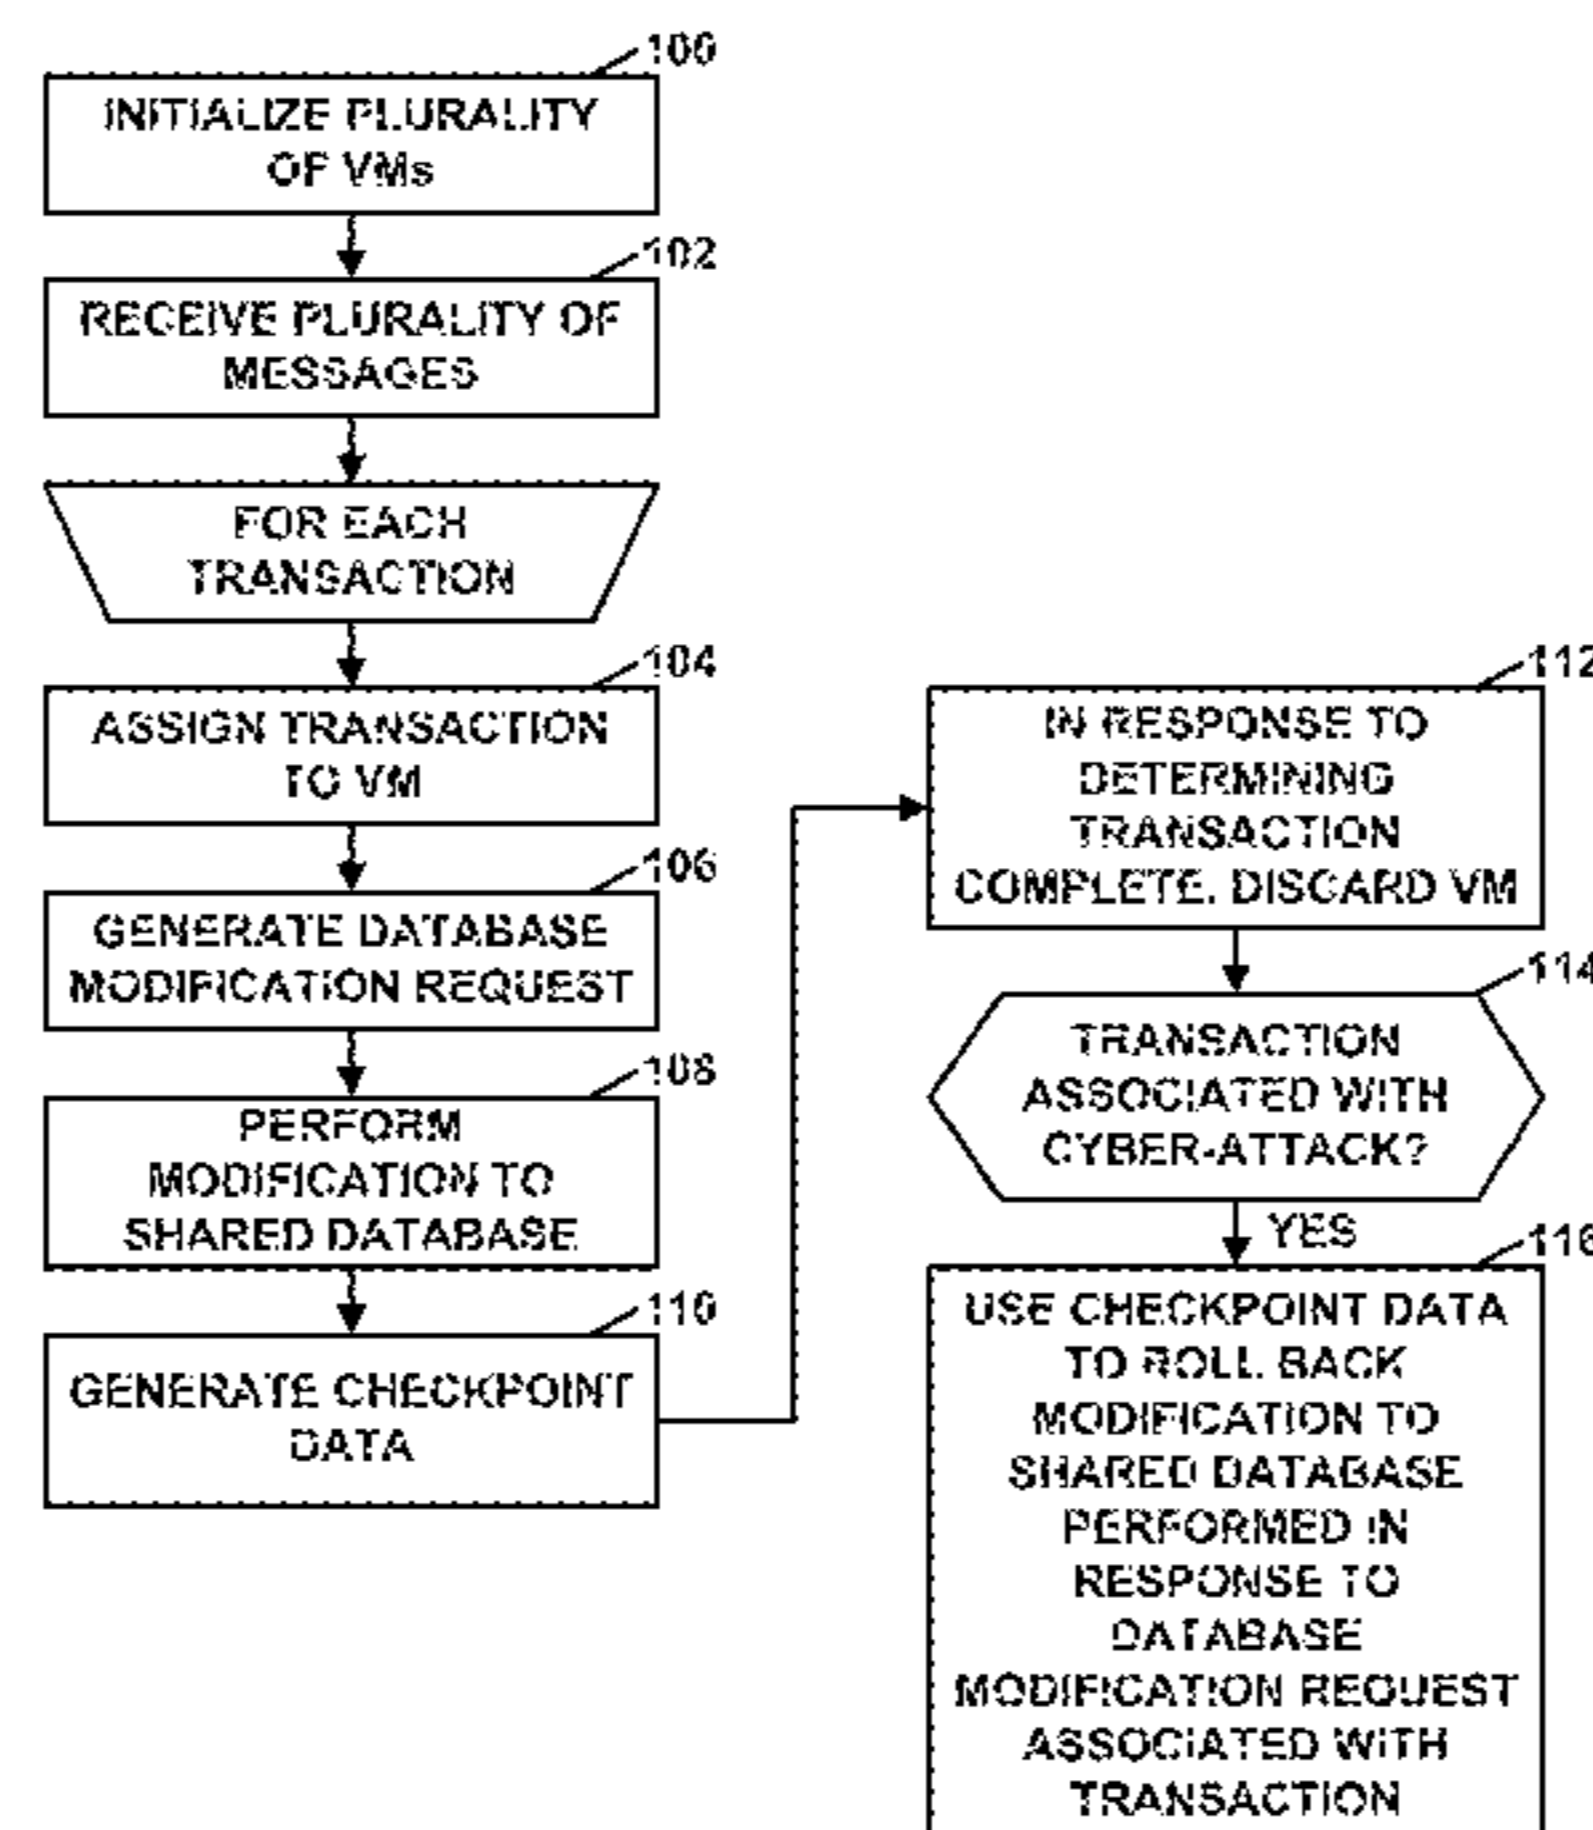 100
INITIALIZE PLURALITY
OF VMs
102
RECEIVE PLURALITY OF
MESSAGES
FOR EACH
TRANSACTION
104
ASSIGN TRANSACTION
TO VM
106
GENERATE DATABASE
MODIFICATION REQUEST
108
PERFORM
MODIFICATION TO
SHARED DATABASE
110
GENERATE CHECKPOINT
DATA
112
IN RESPONSE TO
DETERMINING
TRANSACTION
COMPLETE, DISCARD VM
114
TRANSACTION
ASSOCIATED WITH
CYBER-ATTACK?
YES
116
USE CHECKPOINT DATA
TO ROLL BACK
MODIFICATION TO
SHARED DATABASE
PERFORMED IN
RESPONSE TO
DATABASE
MODIFICATION REQUEST
ASSOCIATED WITH
TRANSACTION